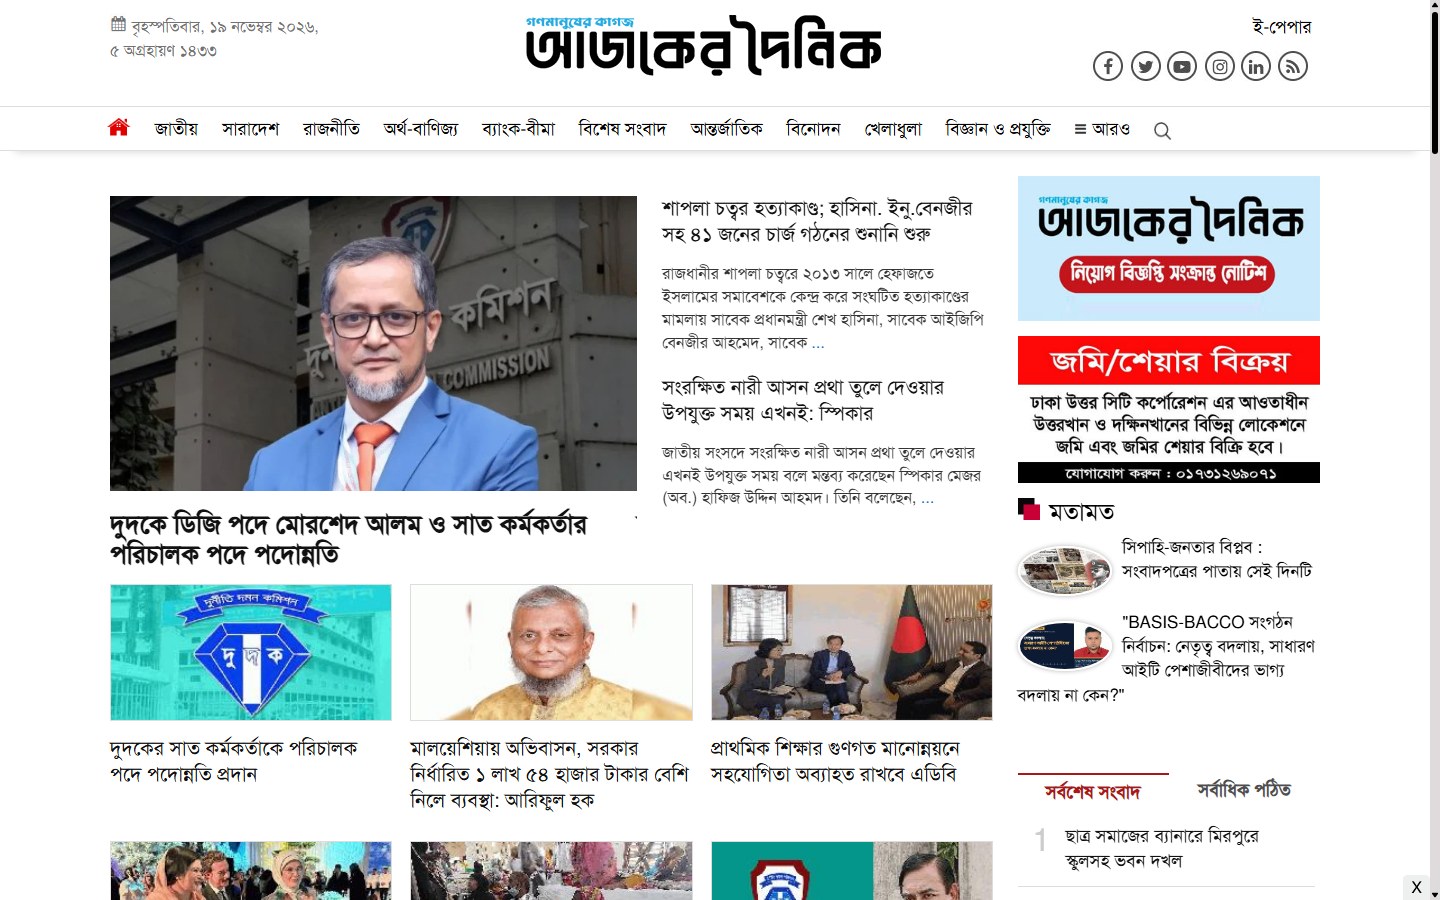 বৃহস্পতিবার, ১৯ নভেম্বর ২০২৬,
৫ অগ্রহায়ণ ১৪৩৩
গণমানুষের কাগজ
আজকের দৈনিক
ই-পেপার
জাতীয় সারাদেশ রাজনীতি অর্থ-বাণিজ্য ব্যাংক-বীমা বিশেষ সংবাদ আন্তর্জাতিক বিনোদন খেলাধুলা বিজ্ঞান ও প্রযুক্তি ≡ আরও
কমিশন
COMMISSION
দুদকে ডিজি পদে মোরশেদ আলম ও সাত কর্মকর্তার
পরিচালক পদে পদোন্নতি
শাপলা চত্বর হত্যাকাণ্ড; হাসিনা. ইনু.বেনজীর
সহ ৪১ জনের চার্জ গঠনের শুনানি শুরু
রাজধানীর শাপলা চত্বরে ২০১৩ সালে হেফাজতে
ইসলামের সমাবেশকে কেন্দ্র করে সংঘটিত হত্যাকাণ্ডের
মামলায় সাবেক প্রধানমন্ত্রী শেখ হাসিনা, সাবেক আইজিপি
বেনজীর আহমেদ, সাবেক ...
সংরক্ষিত নারী আসন প্রথা তুলে দেওয়ার
উপযুক্ত সময় এখনই: স্পিকার
জাতীয় সংসদে সংরক্ষিত নারী আসন প্রথা তুলে দেওয়ার
এখনই উপযুক্ত সময় বলে মন্তব্য করেছেন স্পিকার মেজর
(অব.) হাফিজ উদ্দিন আহমদ। তিনি বলেছেন, ...
দুর্নীতি দমন কমিশন
দুদক
দুদকের সাত কর্মকর্তাকে পরিচালক
পদে পদোন্নতি প্রদান
মালয়েশিয়ায় অভিবাসন, সরকার
নির্ধারিত ১ লাখ ৫৪ হাজার টাকার বেশি
নিলে ব্যবস্থা: আরিফুল হক
প্রাথমিক শিক্ষার গুণগত মানোন্নয়নে
সহযোগিতা অব্যাহত রাখবে এডিবি
গণমানুষের কাগজ
আজকের দৈনিক
নিয়োগ বিজ্ঞপ্তি সংক্রান্ত নোটিশ
জমি/শেয়ার বিক্রয়
ঢাকা উত্তর সিটি কর্পোরেশন এর আওতাধীন
উত্তরখান ও দক্ষিনখানের বিভিন্ন লোকেশনে
জমি এবং জমির শেয়ার বিক্রি হবে।
যোগাযোগ করুন : ০১৭৩১২৬৯০৭১
মতামত
সিপাহি-জনতার বিপ্লব :
সংবাদপত্রের পাতায় সেই দিনটি
"BASIS-BACCO সংগঠন
নির্বাচন: নেতৃত্ব বদলায়, সাধারণ
আইটি পেশাজীবীদের ভাগ্য
বদলায় না কেন?"
সর্বশেষ সংবাদ সর্বাধিক পঠিত
1 ছাত্র সমাজের ব্যানারে মিরপুরে
স্কুলসহ ভবন দখল
X